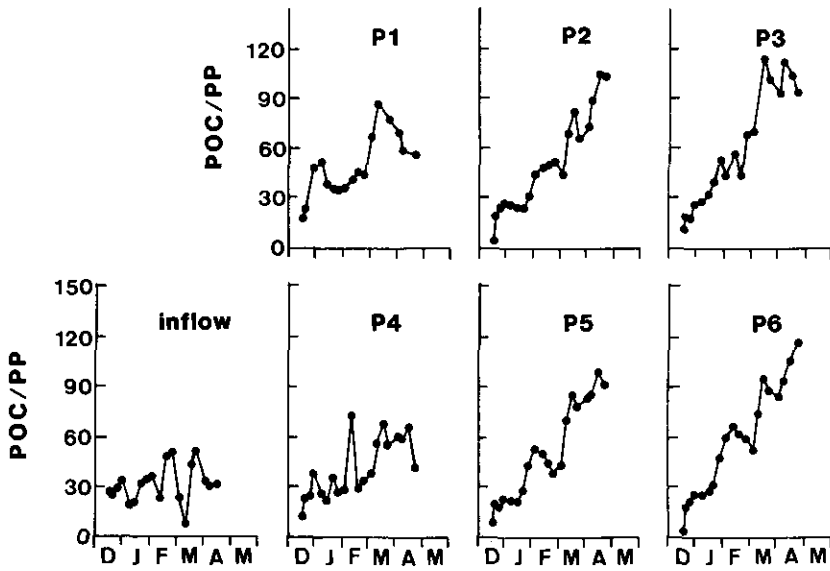 P1 P2 P3
120
90
60
30
0
POC/PP
inflow P4 P5 P6
150
120
90
60
30
0
POC/PP
D J F M A M D J F M A M D J F M A M D J F M A M